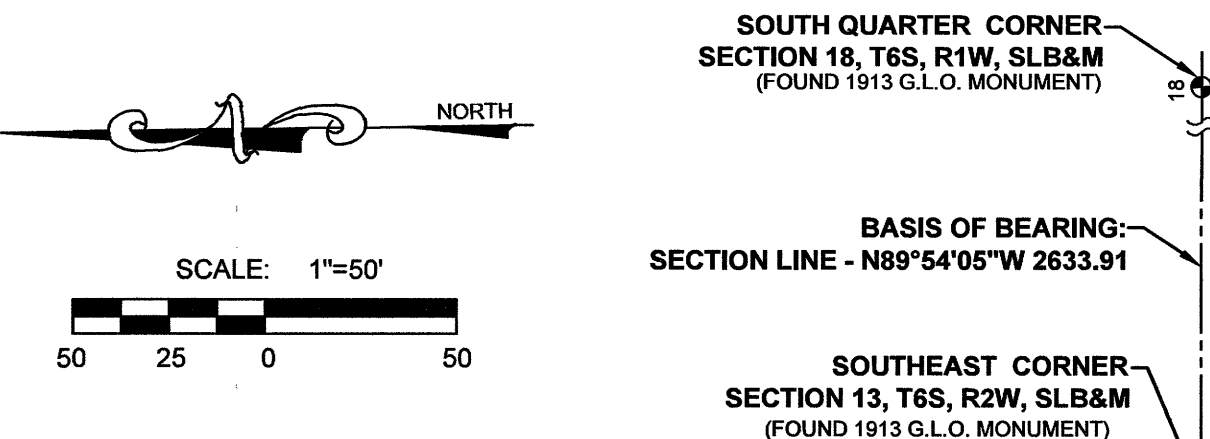 NORTH
SCALE: 1"=50'
50 25 0 50
SOUTH QUARTER CORNER
SECTION 18, T6S, R1W, SLB&M
(FOUND 1913 G.L.O. MONUMENT)
18
BASIS OF BEARING:
SECTION LINE - N89°54'05"W 2633.91
SOUTHEAST CORNER
SECTION 13, T6S, R2W, SLB&M
(FOUND 1913 G.L.O. MONUMENT)